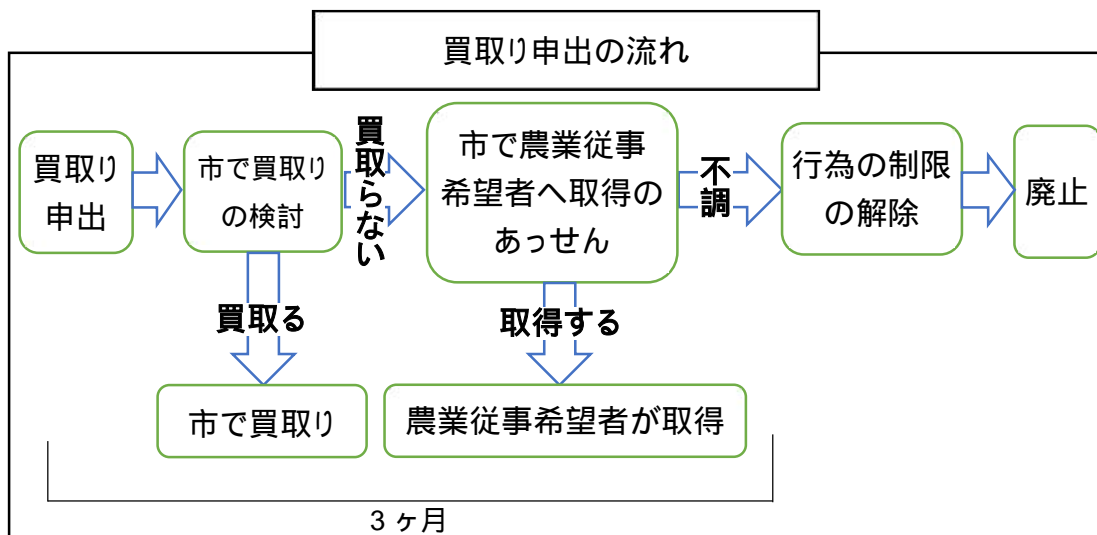 買取り申出の流れ
買取り
申出
市で買取り
の検討
買取らない
市で農業従事
希望者へ取得の
あっせん
不調
行為の制限
の解除
廃止
買取る
取得する
市で買取り
農業従事希望者が取得
3 ヶ月